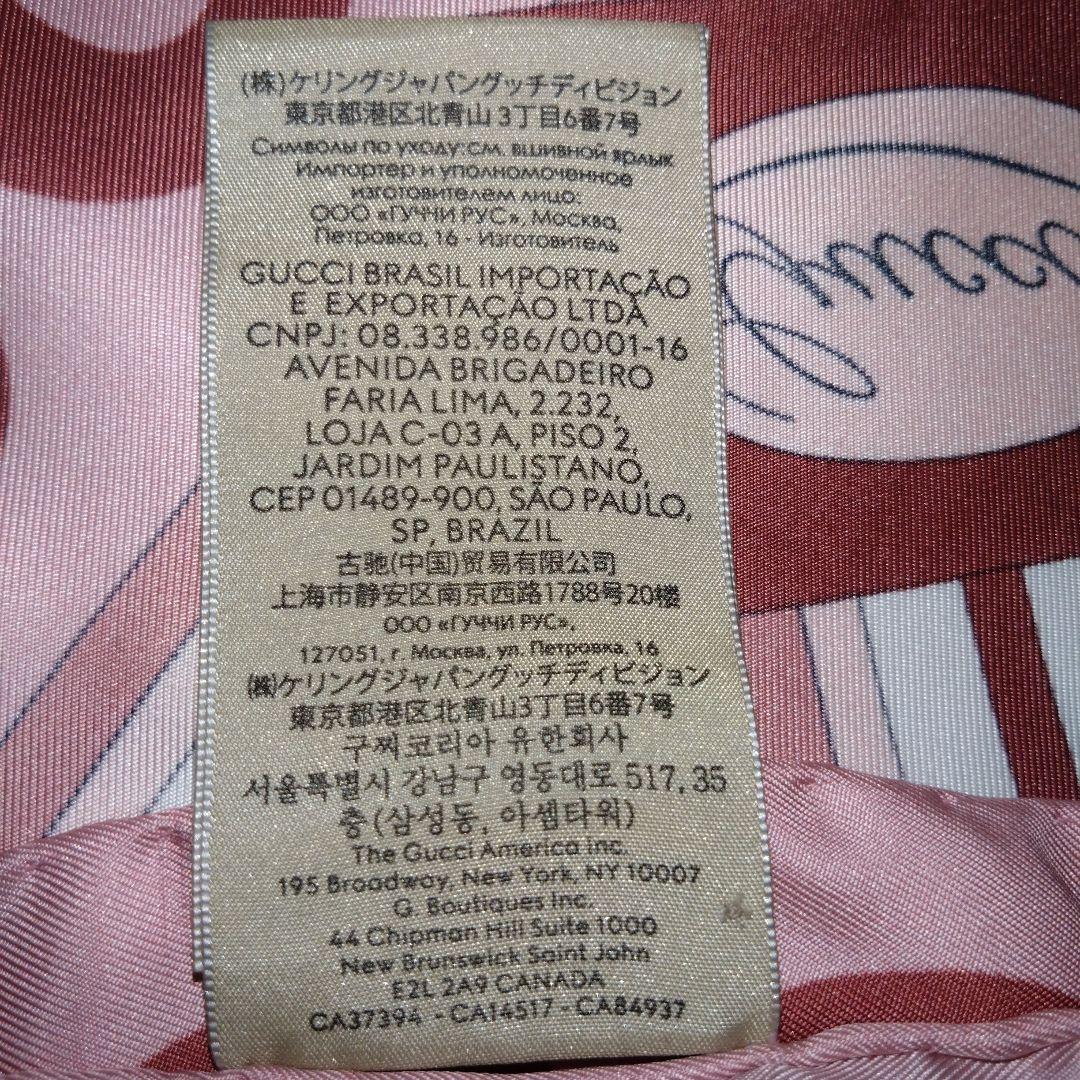 (株)ケリングジャパングッチディビジョン
東京都港区北青山3丁目6番7号
Символы по уходу:см. вшивной ярлык
Импортер и уполномоченное
изготовителем лицо:
ООО «ГУЧЧИ РУС», Москва,
Петровка, 16 - Изготовитель
GUCCI BRASIL IMPORTAÇÃO
E EXPORTAÇÃO LTDA
CNPJ: 08.338.986/0001-16
AVENIDA BRIGADEIRO
FARIA LIMA, 2.232,
LOJA C-03 A, PISO 2,
JARDIM PAULISTANO,
CEP 01489-900, SÃO PAULO,
SP, BRAZIL
古驰(中国)贸易有限公司
上海市静安区南京西路1788号20楼
ООО «ГУЧЧИ РУС»,
127051, г. Москва, ул. Петровка, 16
(株)ケリングジャパングッチディビジョン
東京都港区北青山3丁目6番7号
구찌코리아 유한회사
서울특별시 강남구 영동대로 517, 35
층 (삼성동, 아셈타워)
The Gucci America inc.
195 Broadway, New York, NY 10007
G. Boutiques Inc.
44 Chipman Hill Suite 1000
New Brunswick Saint John
E2L 2A9 CANADA
CA37394 - CA14517 - CA84937